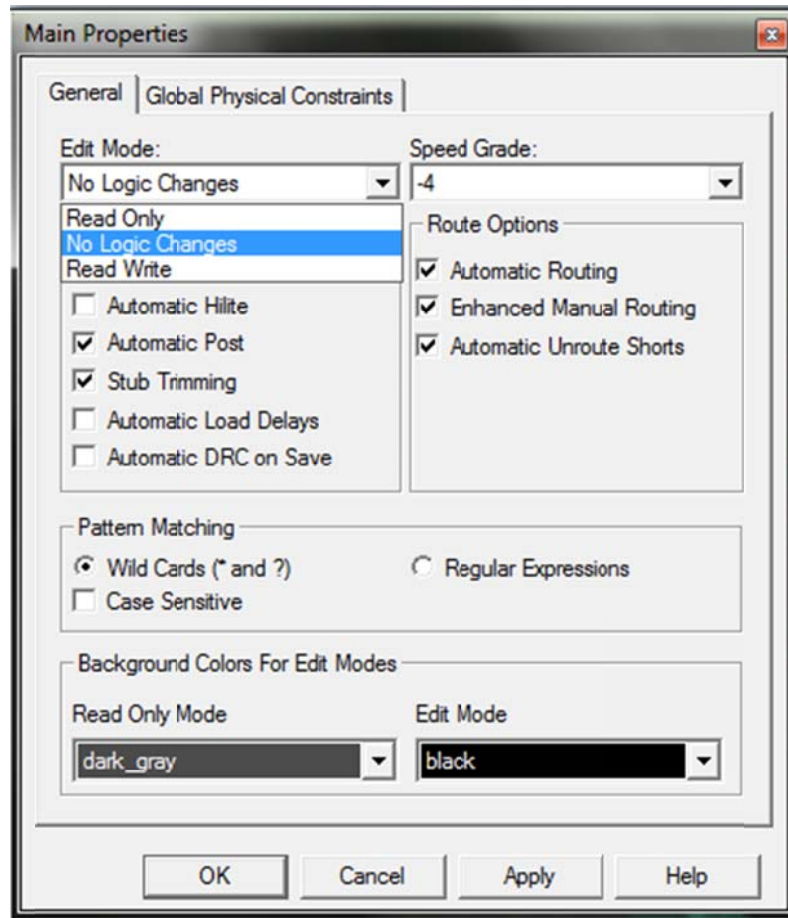 Main Properties
General
Global Physical Constraints
Edit Mode:
No Logic Changes
Read Only
No Logic Changes
Read Write
Automatic Hilite
Automatic Post
Stub Trimming
Automatic Load Delays
Automatic DRC on Save
Speed Grade:
-4
Route Options
Automatic Routing
Enhanced Manual Routing
Automatic Unroute Shorts
Pattern Matching
Wild Cards (* and ?)
Regular Expressions
Case Sensitive
Background Colors For Edit Modes
Read Only Mode
Edit Mode
dark_gray
black
OK
Cancel
Apply
Help